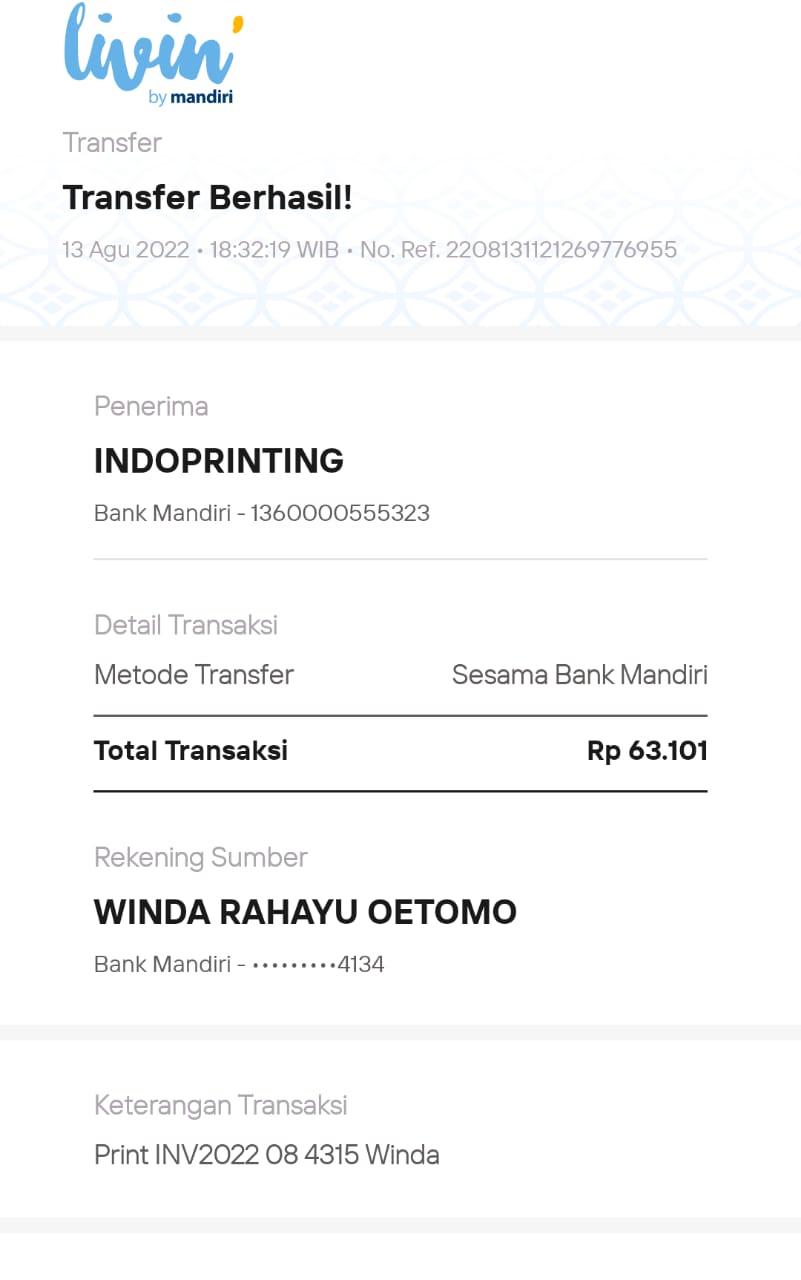 livin'
by mandiri
Transfer
Transfer Berhasil!
13 Agu 2022 • 18:32:19 WIB • No. Ref. 2208131121269776955
Penerima
INDOPRINTING
Bank Mandiri - 1360000555323
Detail Transaksi
Metode Transfer Sesama Bank Mandiri
Total Transaksi Rp 63.101
Rekening Sumber
WINDA RAHAYU OETOMO
Bank Mandiri - •••••••••4134
Keterangan Transaksi
Print INV2022 08 4315 Winda